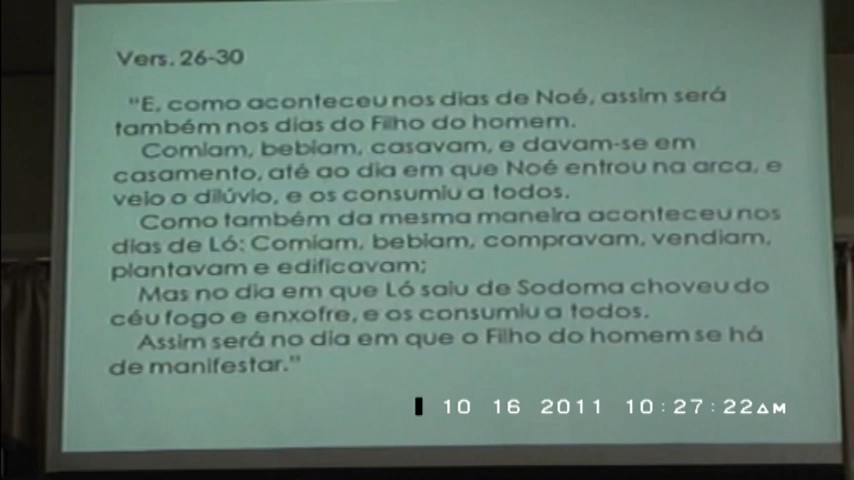 Vers. 26-30
"E, como aconteceu nos dias de Noé, assim será
também nos dias do Filho do homem.
Comiam, bebiam, casavam, e davam-se em
casamento, até ao dia em que Noé entrou na arca, e
veio o dilúvio, e os consumiu a todos.
Como também da mesma maneira aconteceu nos
dias de Ló: Comiam, bebiam, compravam, vendiam,
plantavam e edificavam;
Mas no dia em que Ló saiu de Sodoma choveu do
céu fogo e enxofre, e os consumiu a todos.
Assim será no dia em que o Filho do homem se há
de manifestar."
10 16 2011 10:27:22AM